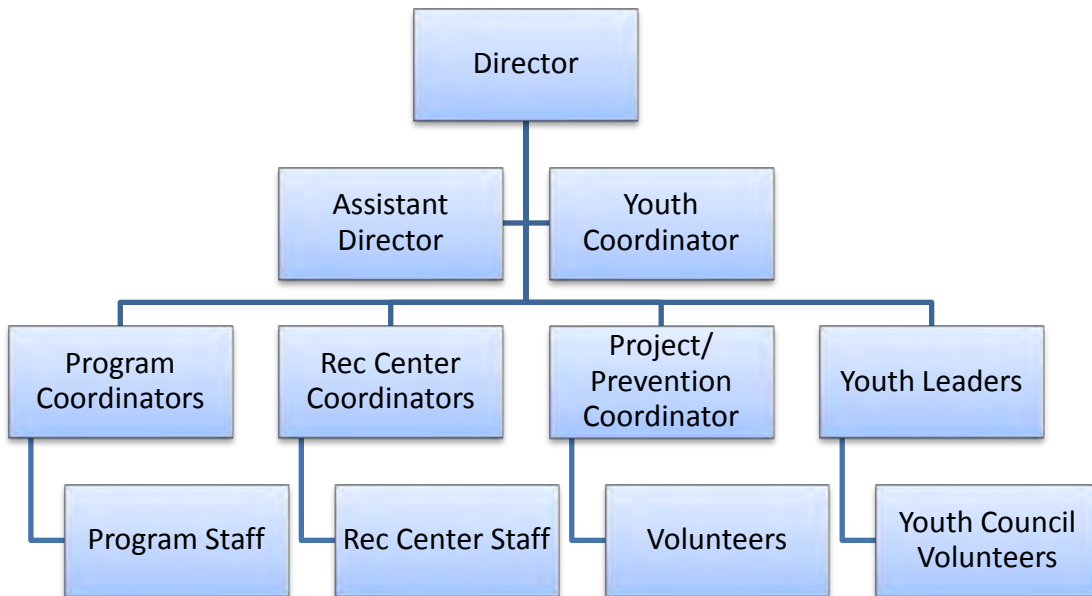 Director
Assistant
Director
Youth
Coordinator
Program
Coordinators
Rec Center
Coordinators
Project/
Prevention
Coordinator
Youth Leaders
Program Staff
Rec Center Staff
Volunteers
Youth Council
Volunteers